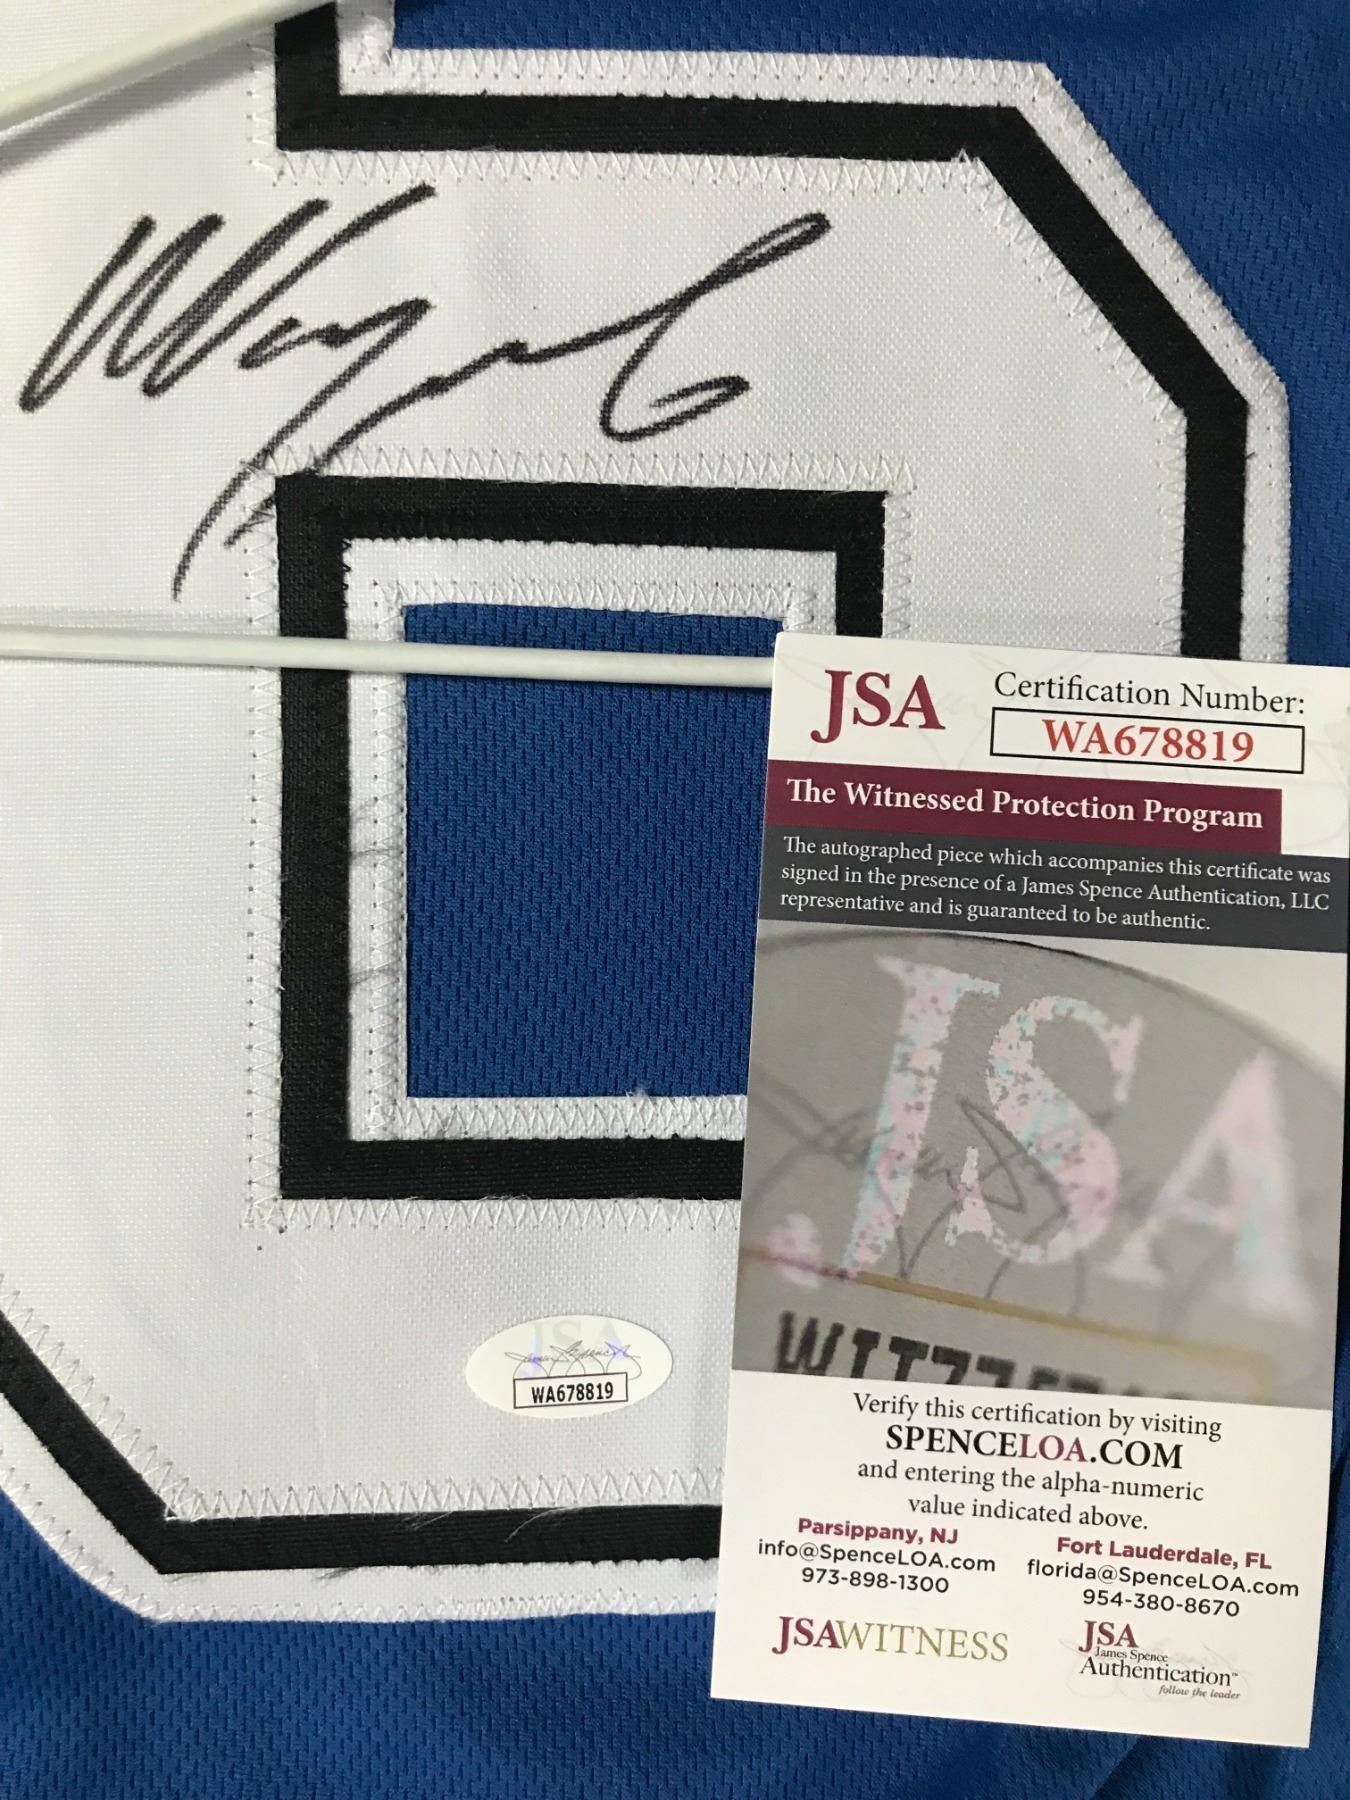 JSA
Certification Number:
WA678819
The Witnessed Protection Program
The autographed piece which accompanies this certificate was
signed in the presence of a James Spence Authentication, LLC
representative and is guaranteed to be authentic.
JSA
JSA
WA678819
Verify this certification by visiting
SPENCELOA.COM
and entering the alpha-numeric
value indicated above.
Parsippany, NJ
info@SpenceLOA.com
973-898-1300
Fort Lauderdale, FL
florida@SpenceLOA.com
954-380-8670
JSAWITNESS
JSA
James Spence
Authentication™
follow the leader